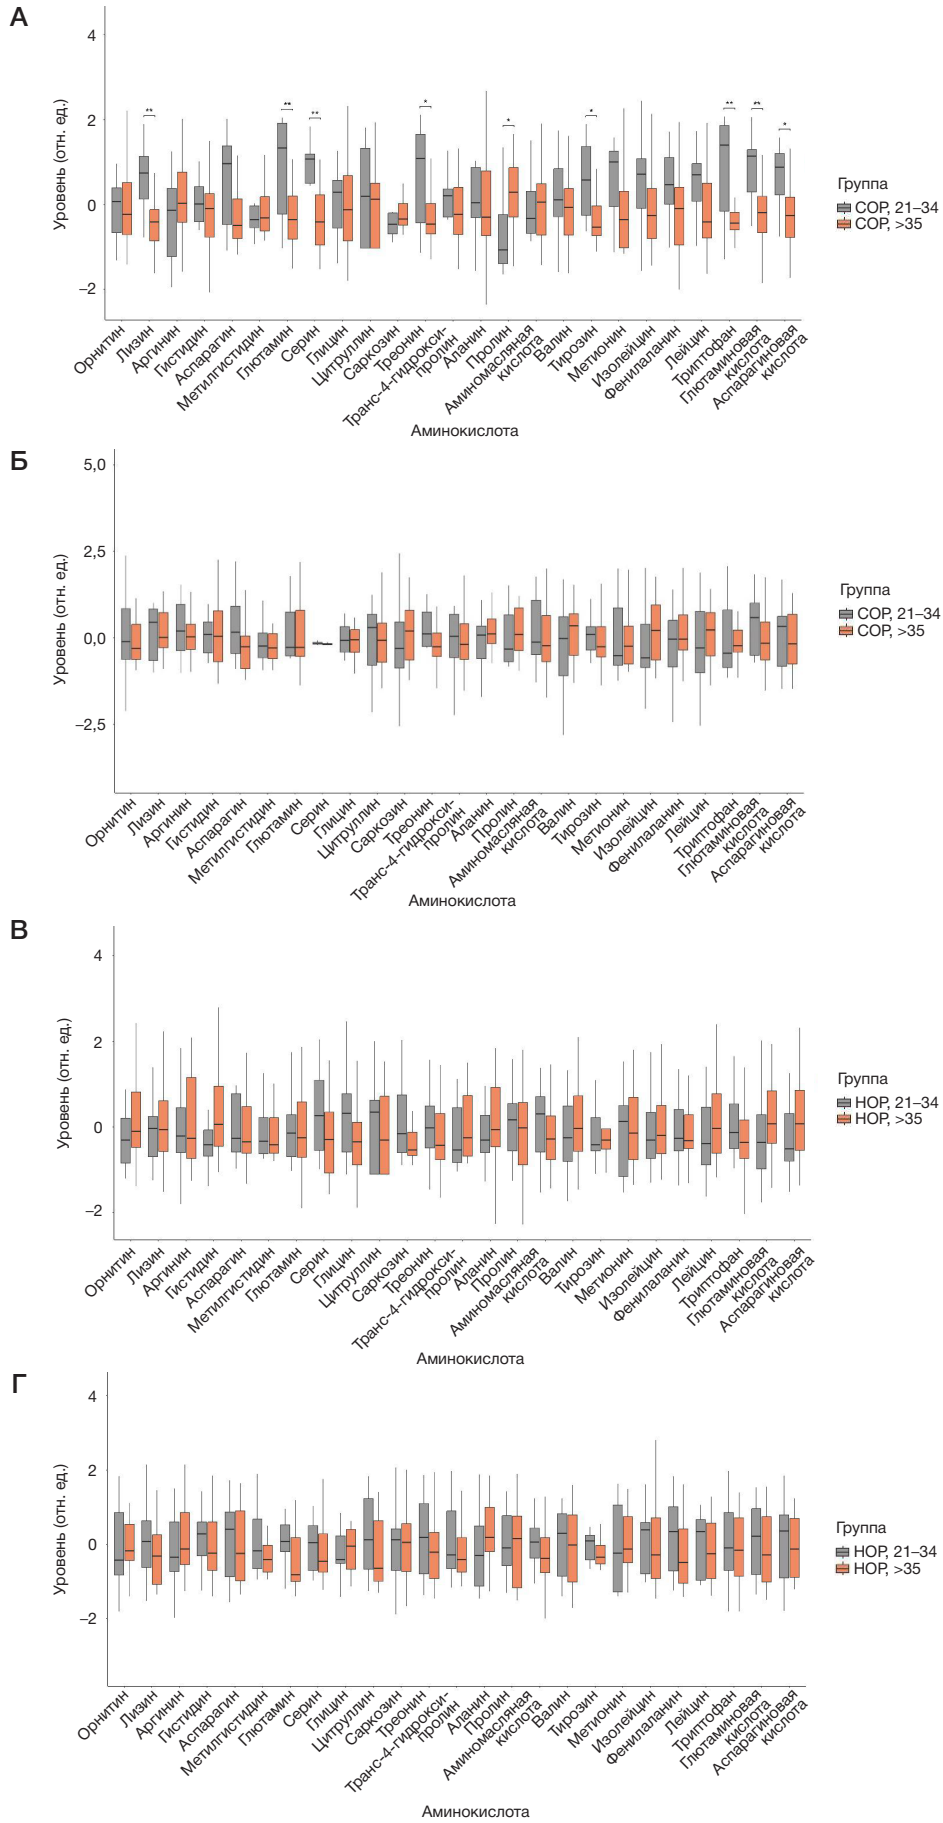 А
Уровень (отн. ед.)
4
2
0
−2
** ** ** * * * ** ** *
Орнитин
Лизин
Аргинин
Гистидин
Аспарагин
Метилгистидин
Глютамин
Серин
Глицин
Цитруллин
Саркозин
Треонин
Транс-4-гидрокси-
пролин
Аланин
Пролин
Аминомасляная
кислота
Валин
Тирозин
Метионин
Изолейцин
Фенилаланин
Лейцин
Триптофан
Глютаминовая
кислота
Аспарагиновая
кислота
Аминокислота
Группа
СОР, 21–34
СОР, >35
Б
Уровень (отн. ед.)
5,0
2,5
0,0
−2,5
Орнитин
Лизин
Аргинин
Гистидин
Аспарагин
Метилгистидин
Глютамин
Серин
Глицин
Цитруллин
Саркозин
Треонин
Транс-4-гидрокси-
пролин
Аланин
Пролин
Аминомасляная
кислота
Валин
Тирозин
Метионин
Изолейцин
Фенилаланин
Лейцин
Триптофан
Глютаминовая
кислота
Аспарагиновая
кислота
Аминокислота
Группа
СОР, 21–34
СОР, >35
В
Уровень (отн. ед.)
4
2
0
−2
Орнитин
Лизин
Аргинин
Гистидин
Аспарагин
Метилгистидин
Глютамин
Серин
Глицин
Цитруллин
Саркозин
Треонин
Транс-4-гидрокси-
пролин
Аланин
Пролин
Аминомасляная
кислота
Валин
Тирозин
Метионин
Изолейцин
Фенилаланин
Лейцин
Триптофан
Глютаминовая
кислота
Аспарагиновая
кислота
Аминокислота
Группа
НОР, 21–34
НОР, >35
Г
Уровень (отн. ед.)
4
2
0
−2
Орнитин
Лизин
Аргинин
Гистидин
Аспарагин
Метилгистидин
Глютамин
Серин
Глицин
Цитруллин
Саркозин
Треонин
Транс-4-гидрокси-
пролин
Аланин
Пролин
Аминомасляная
кислота
Валин
Тирозин
Метионин
Изолейцин
Фенилаланин
Лейцин
Триптофан
Глютаминовая
кислота
Аспарагиновая
кислота
Аминокислота
Группа
НОР, 21–34
НОР, >35